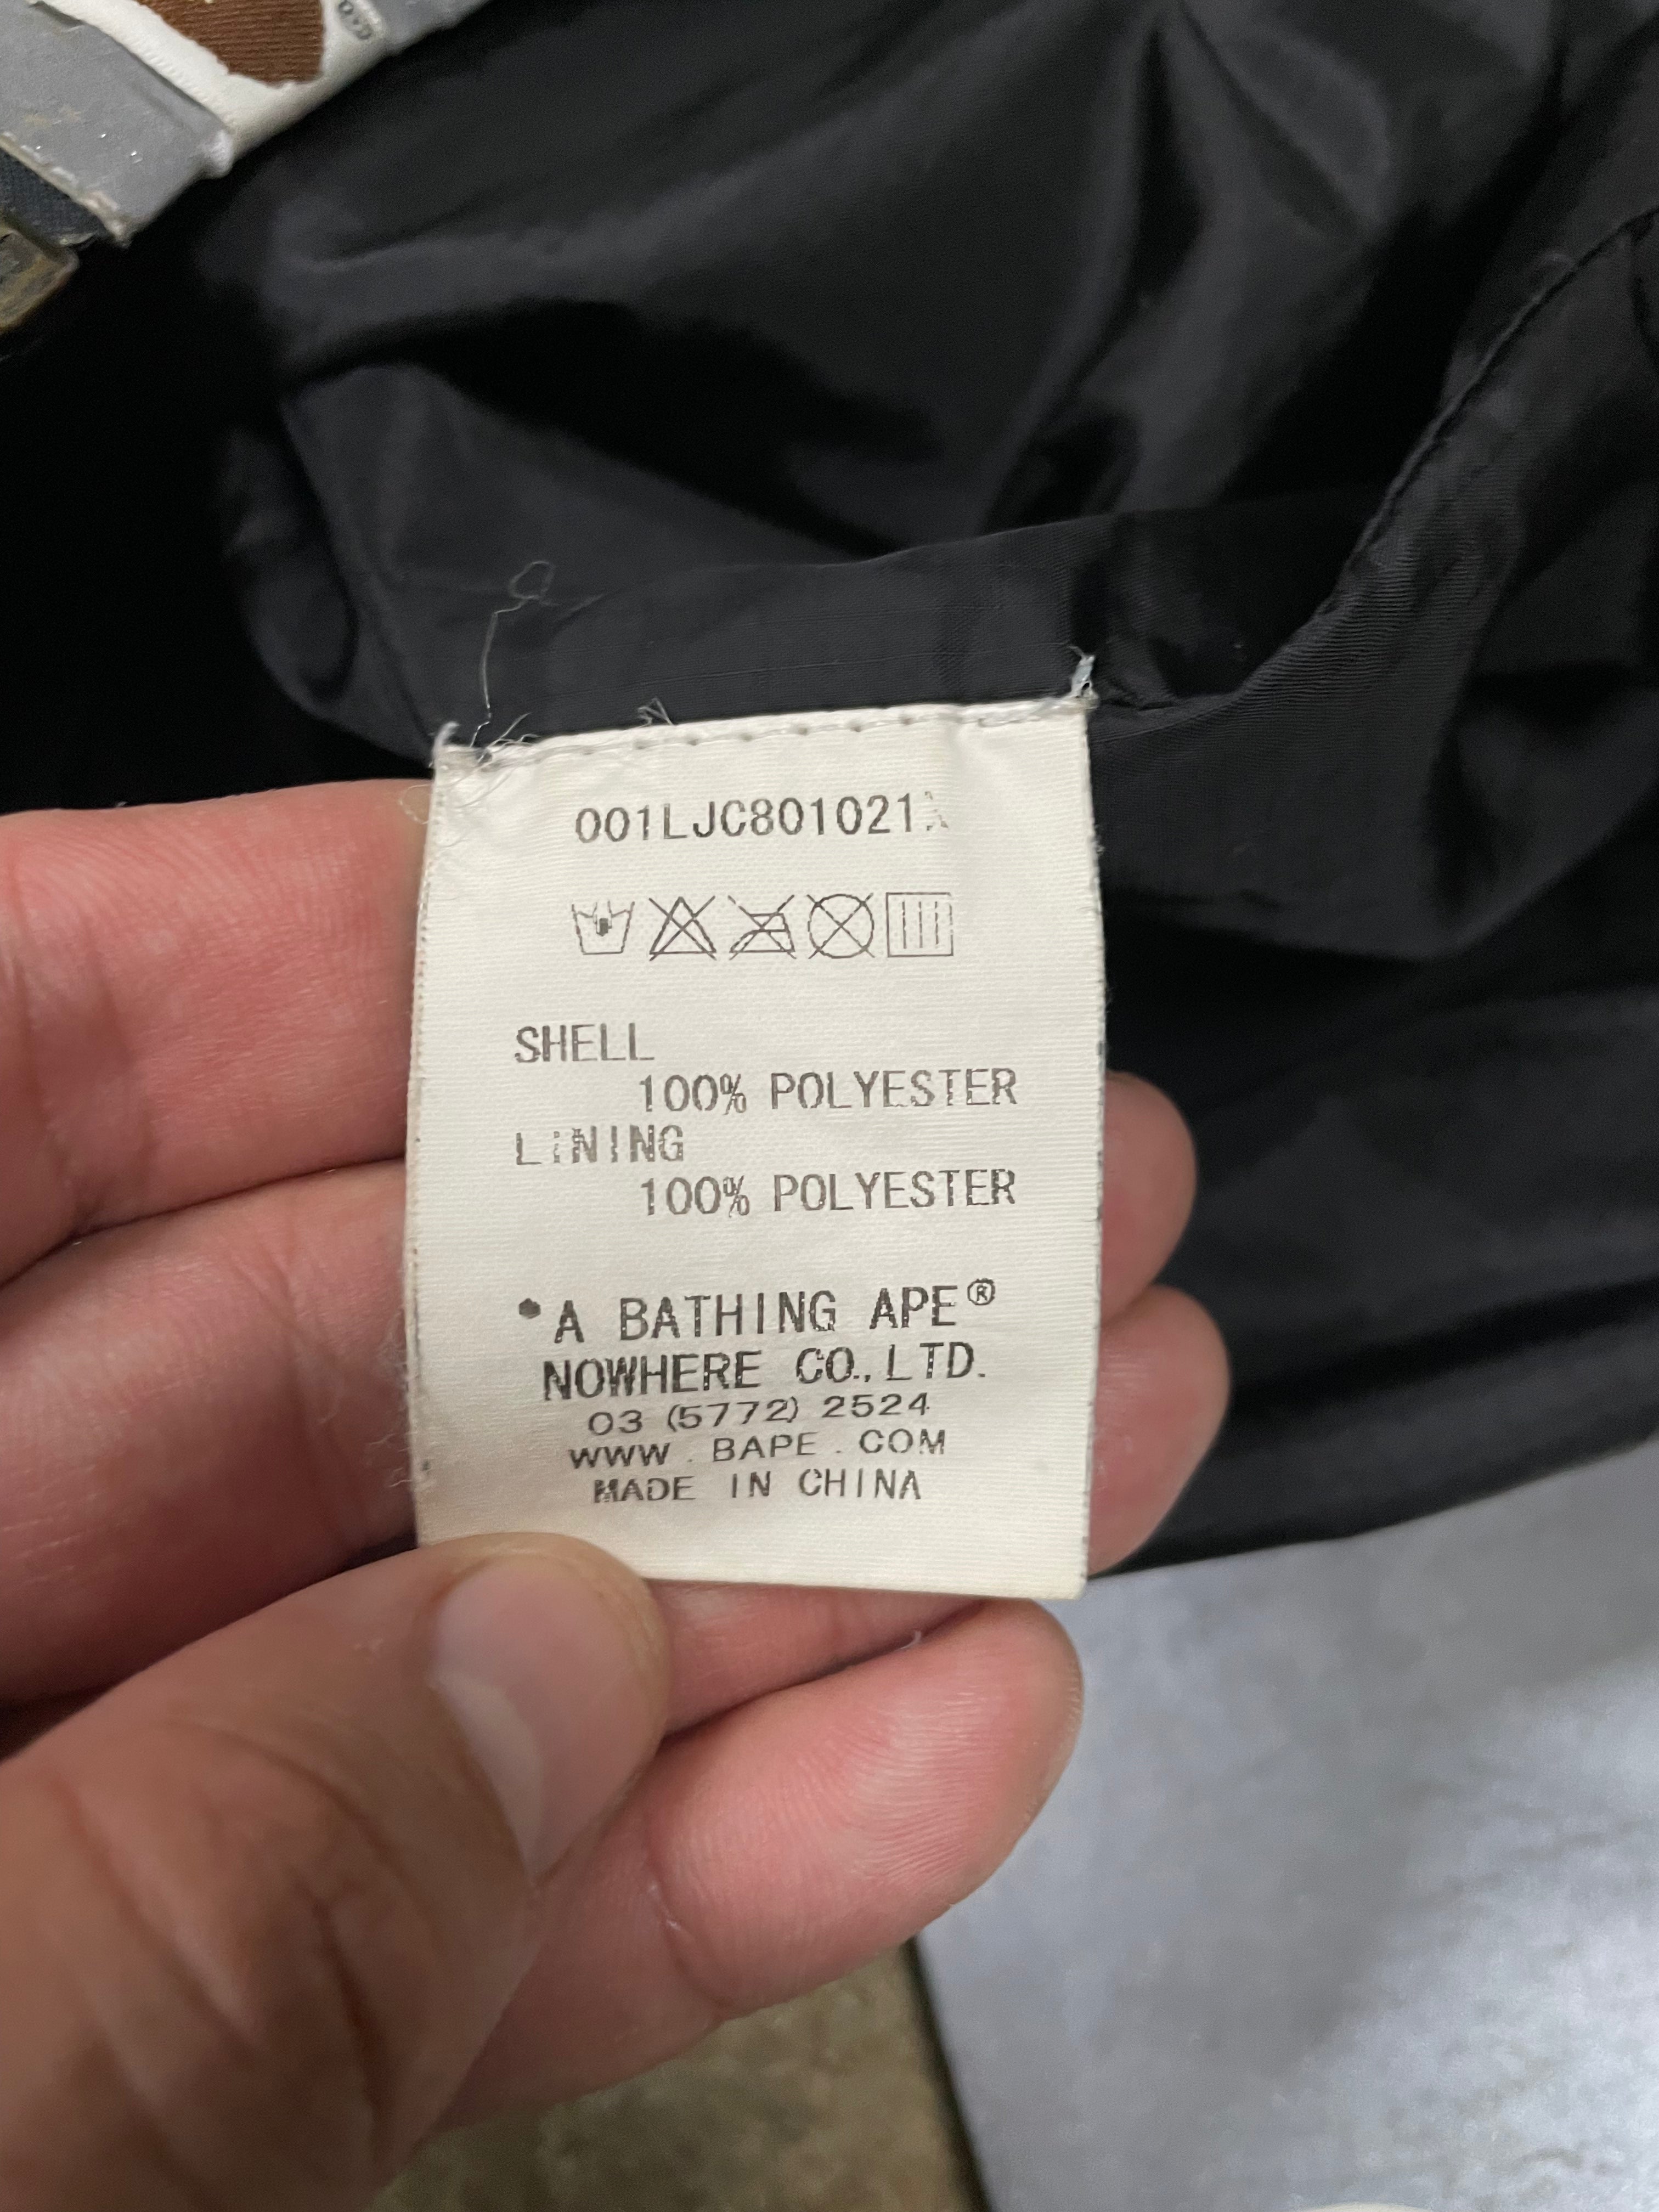 001LJC801021X
SHELL
100% POLYESTER
LINING
100% POLYESTER
A BATHING APE®
NOWHERE CO., LTD.
03 (5772) 2524
WWW.BAPE.COM
MADE IN CHINA